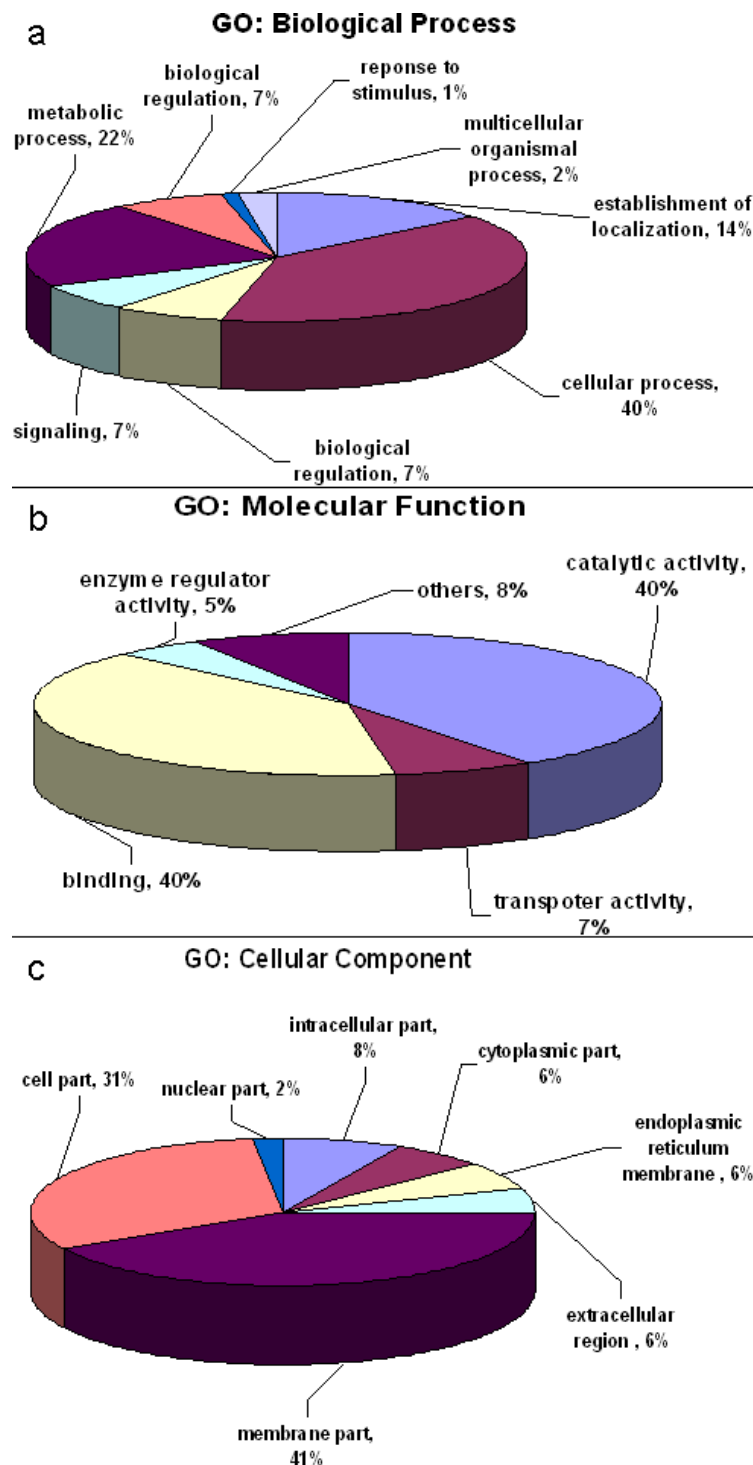 a
GO: Biological Process
biological
regulation, 7%
reponse to
stimulus, 1%
metabolic
process, 22%
multicellular
organismal
process, 2%
establishment of
localization, 14%
cellular process,
40%
signaling, 7%
biological
regulation, 7%
b
GO: Molecular Function
enzyme regulator
activity, 5%
others, 8%
catalytic activity,
40%
binding, 40%
transpoter activity,
7%
c
GO: Cellular Component
intracellular part,
8%
cytoplasmic part,
6%
cell part, 31%
nuclear part, 2%
endoplasmic
reticulum
membrane , 6%
extracellular
region , 6%
membrane part,
41%